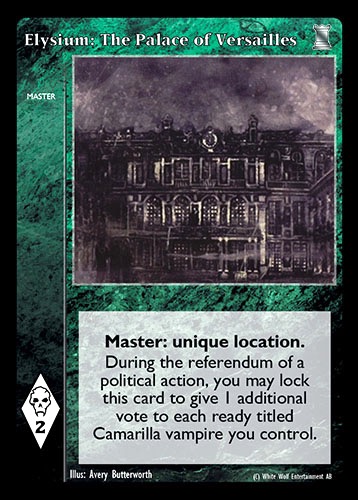 Elysium: The Palace of Versailles
MASTER
Master: unique location.
During the referendum of a
political action, you may lock
this card to give 1 additional
vote to each ready titled
Camarilla vampire you control.
2
Illus: Avery Butterworth
(C) White Wolf Entertainment AB